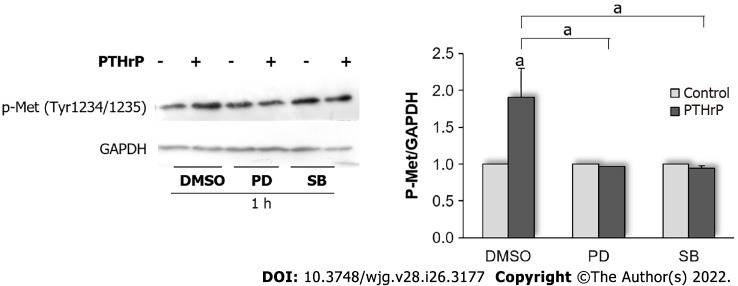 PTHrP - + - + - +
p-Met (Tyr1234/1235)
GAPDH
DMSO PD SB
1 h
a
a
a
P-Met/GAPDH
2.5
2.0
1.5
1.0
0.5
0.0
Control
PTHrP
DMSO PD SB
DOI: 10.3748/wjg.v28.i26.3177 Copyright ©The Author(s) 2022.